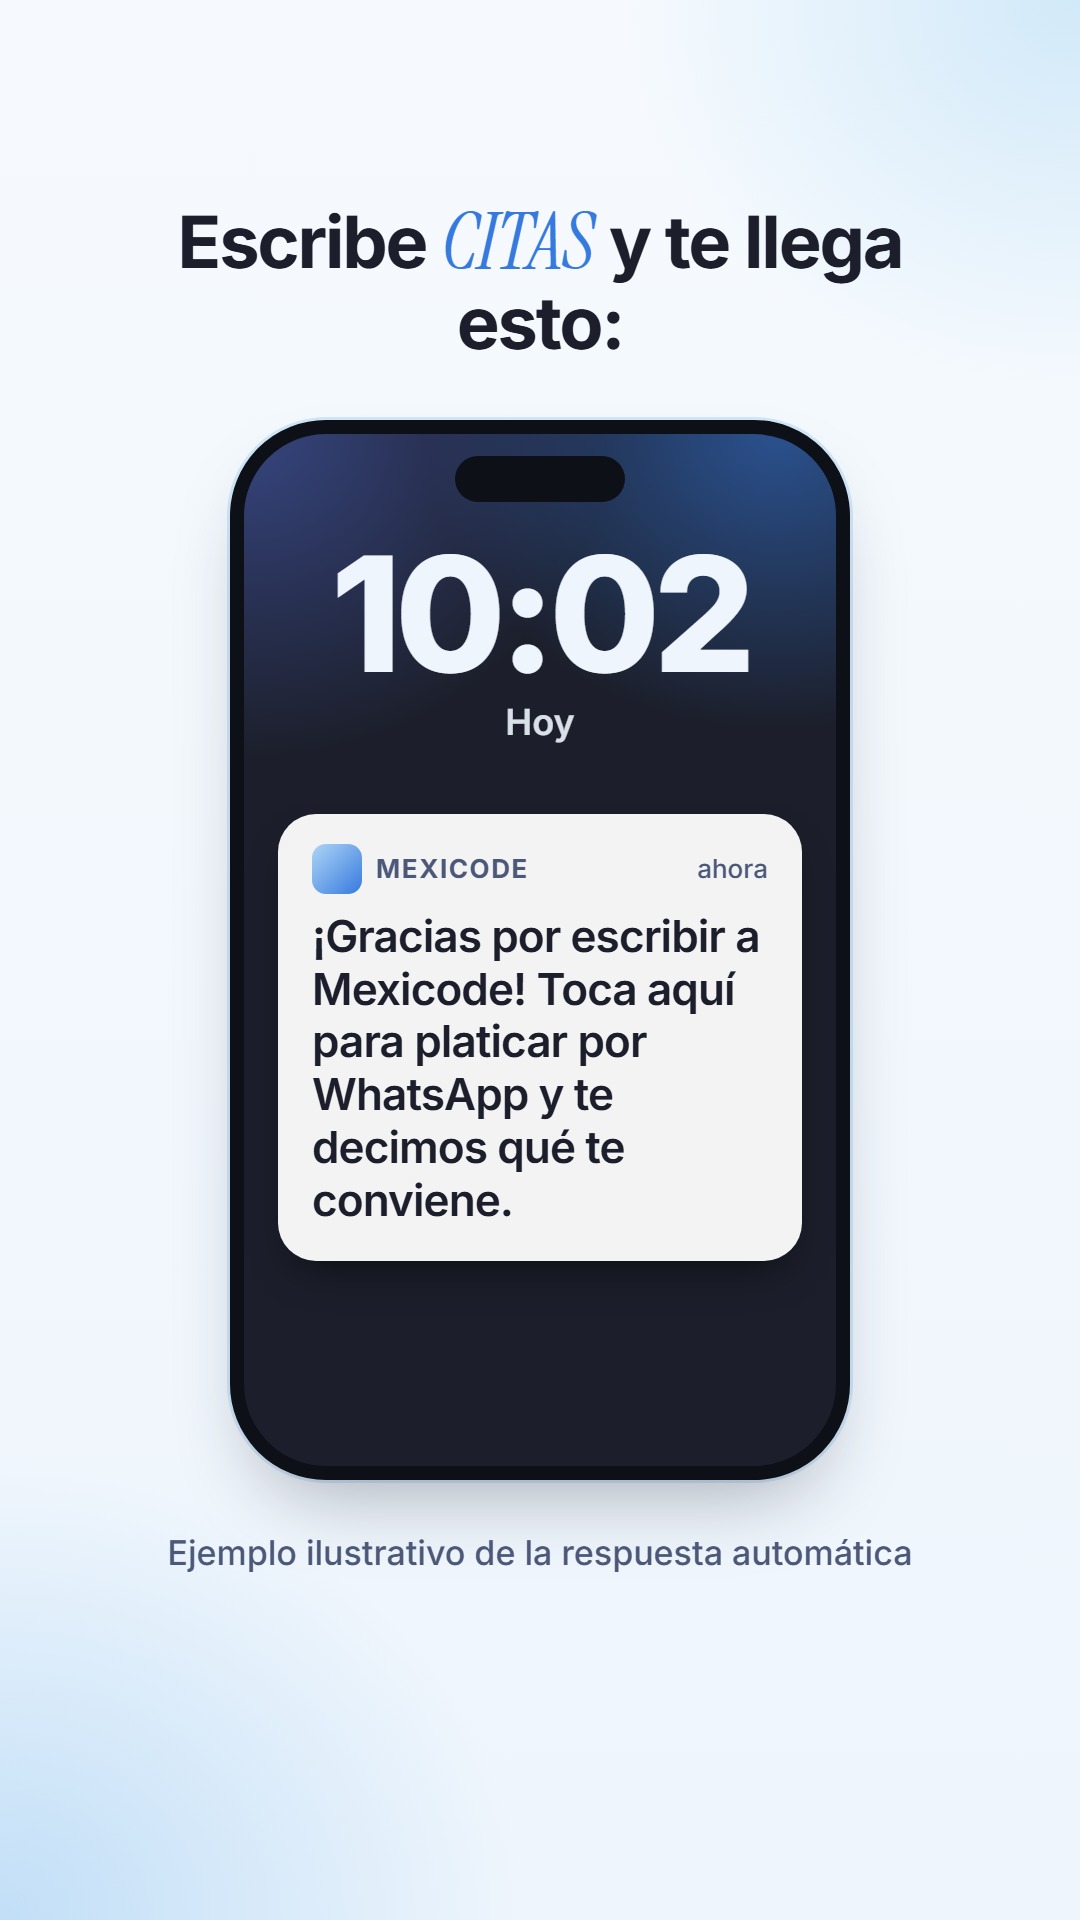 Escribe CITAS y te llega
esto:
10:02
Hoy
MEXICODE ahora
¡Gracias por escribir a
Mexicode! Toca aquí
para platicar por
WhatsApp y te
decimos qué te
conviene.
Ejemplo ilustrativo de la respuesta automática